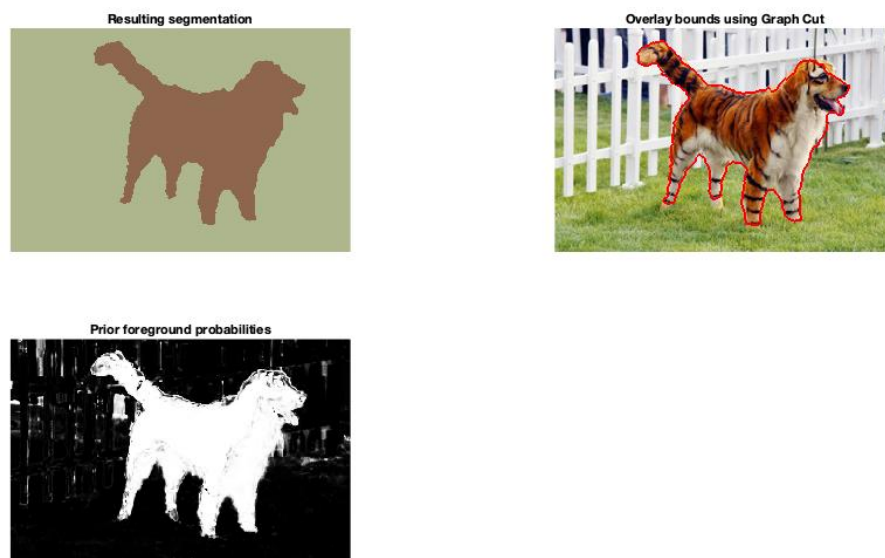 Resulting segmentation
Overlay bounds using Graph Cut
Prior foreground probabilities